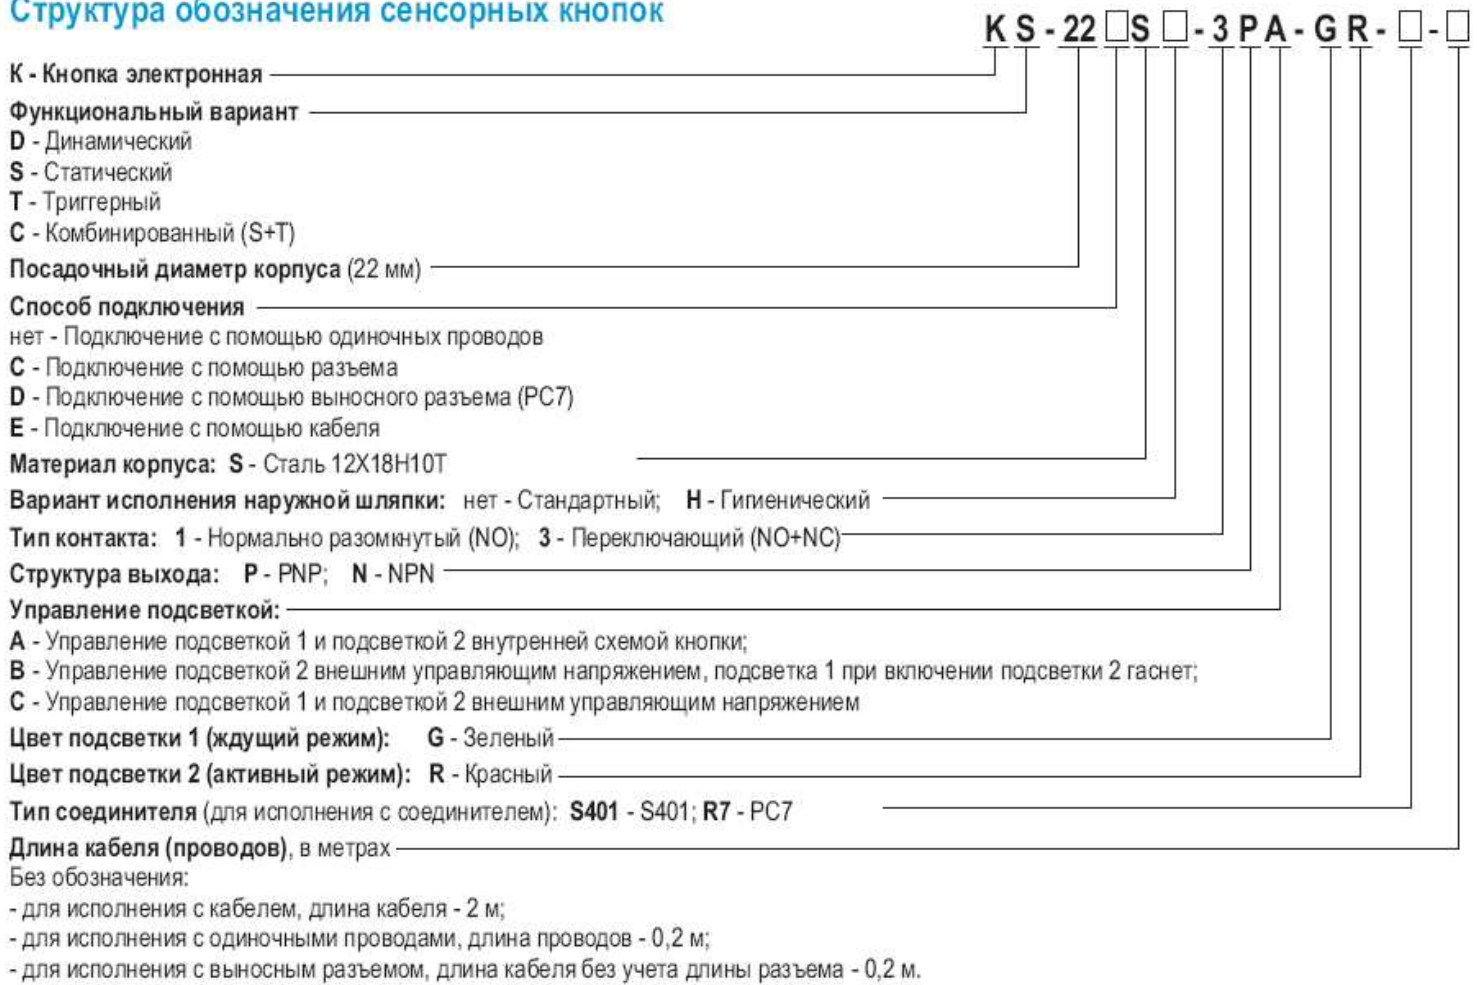 Структура обозначения сенсорных кнопок
K S - 22 □ S □ - 3 P A - G R - □ - □
К - Кнопка электронная
Функциональный вариант
D - Динамический
S - Статический
T - Триггерный
C - Комбинированный (S+T)
Посадочный диаметр корпуса (22 мм)
Способ подключения
нет - Подключение с помощью одиночных проводов
C - Подключение с помощью разъема
D - Подключение с помощью выносного разъема (РС7)
E - Подключение с помощью кабеля
Материал корпуса: S - Сталь 12Х18Н10Т
Вариант исполнения наружной шляпки: нет - Стандартный; H - Гигиенический
Тип контакта: 1 - Нормально разомкнутый (NO); 3 - Переключающий (NO+NC)
Структура выхода: P - PNP; N - NPN
Управление подсветкой:
A - Управление подсветкой 1 и подсветкой 2 внутренней схемой кнопки;
B - Управление подсветкой 2 внешним управляющим напряжением, подсветка 1 при включении подсветки 2 гаснет;
C - Управление подсветкой 1 и подсветкой 2 внешним управляющим напряжением
Цвет подсветки 1 (ждущий режим): G - Зеленый
Цвет подсветки 2 (активный режим): R - Красный
Тип соединителя (для исполнения с соединителем): S401 - S401; R7 - РС7
Длина кабеля (проводов), в метрах
Без обозначения:
- для исполнения с кабелем, длина кабеля - 2 м;
- для исполнения с одиночными проводами, длина проводов - 0,2 м;
- для исполнения с выносным разъемом, длина кабеля без учета длины разъема - 0,2 м.